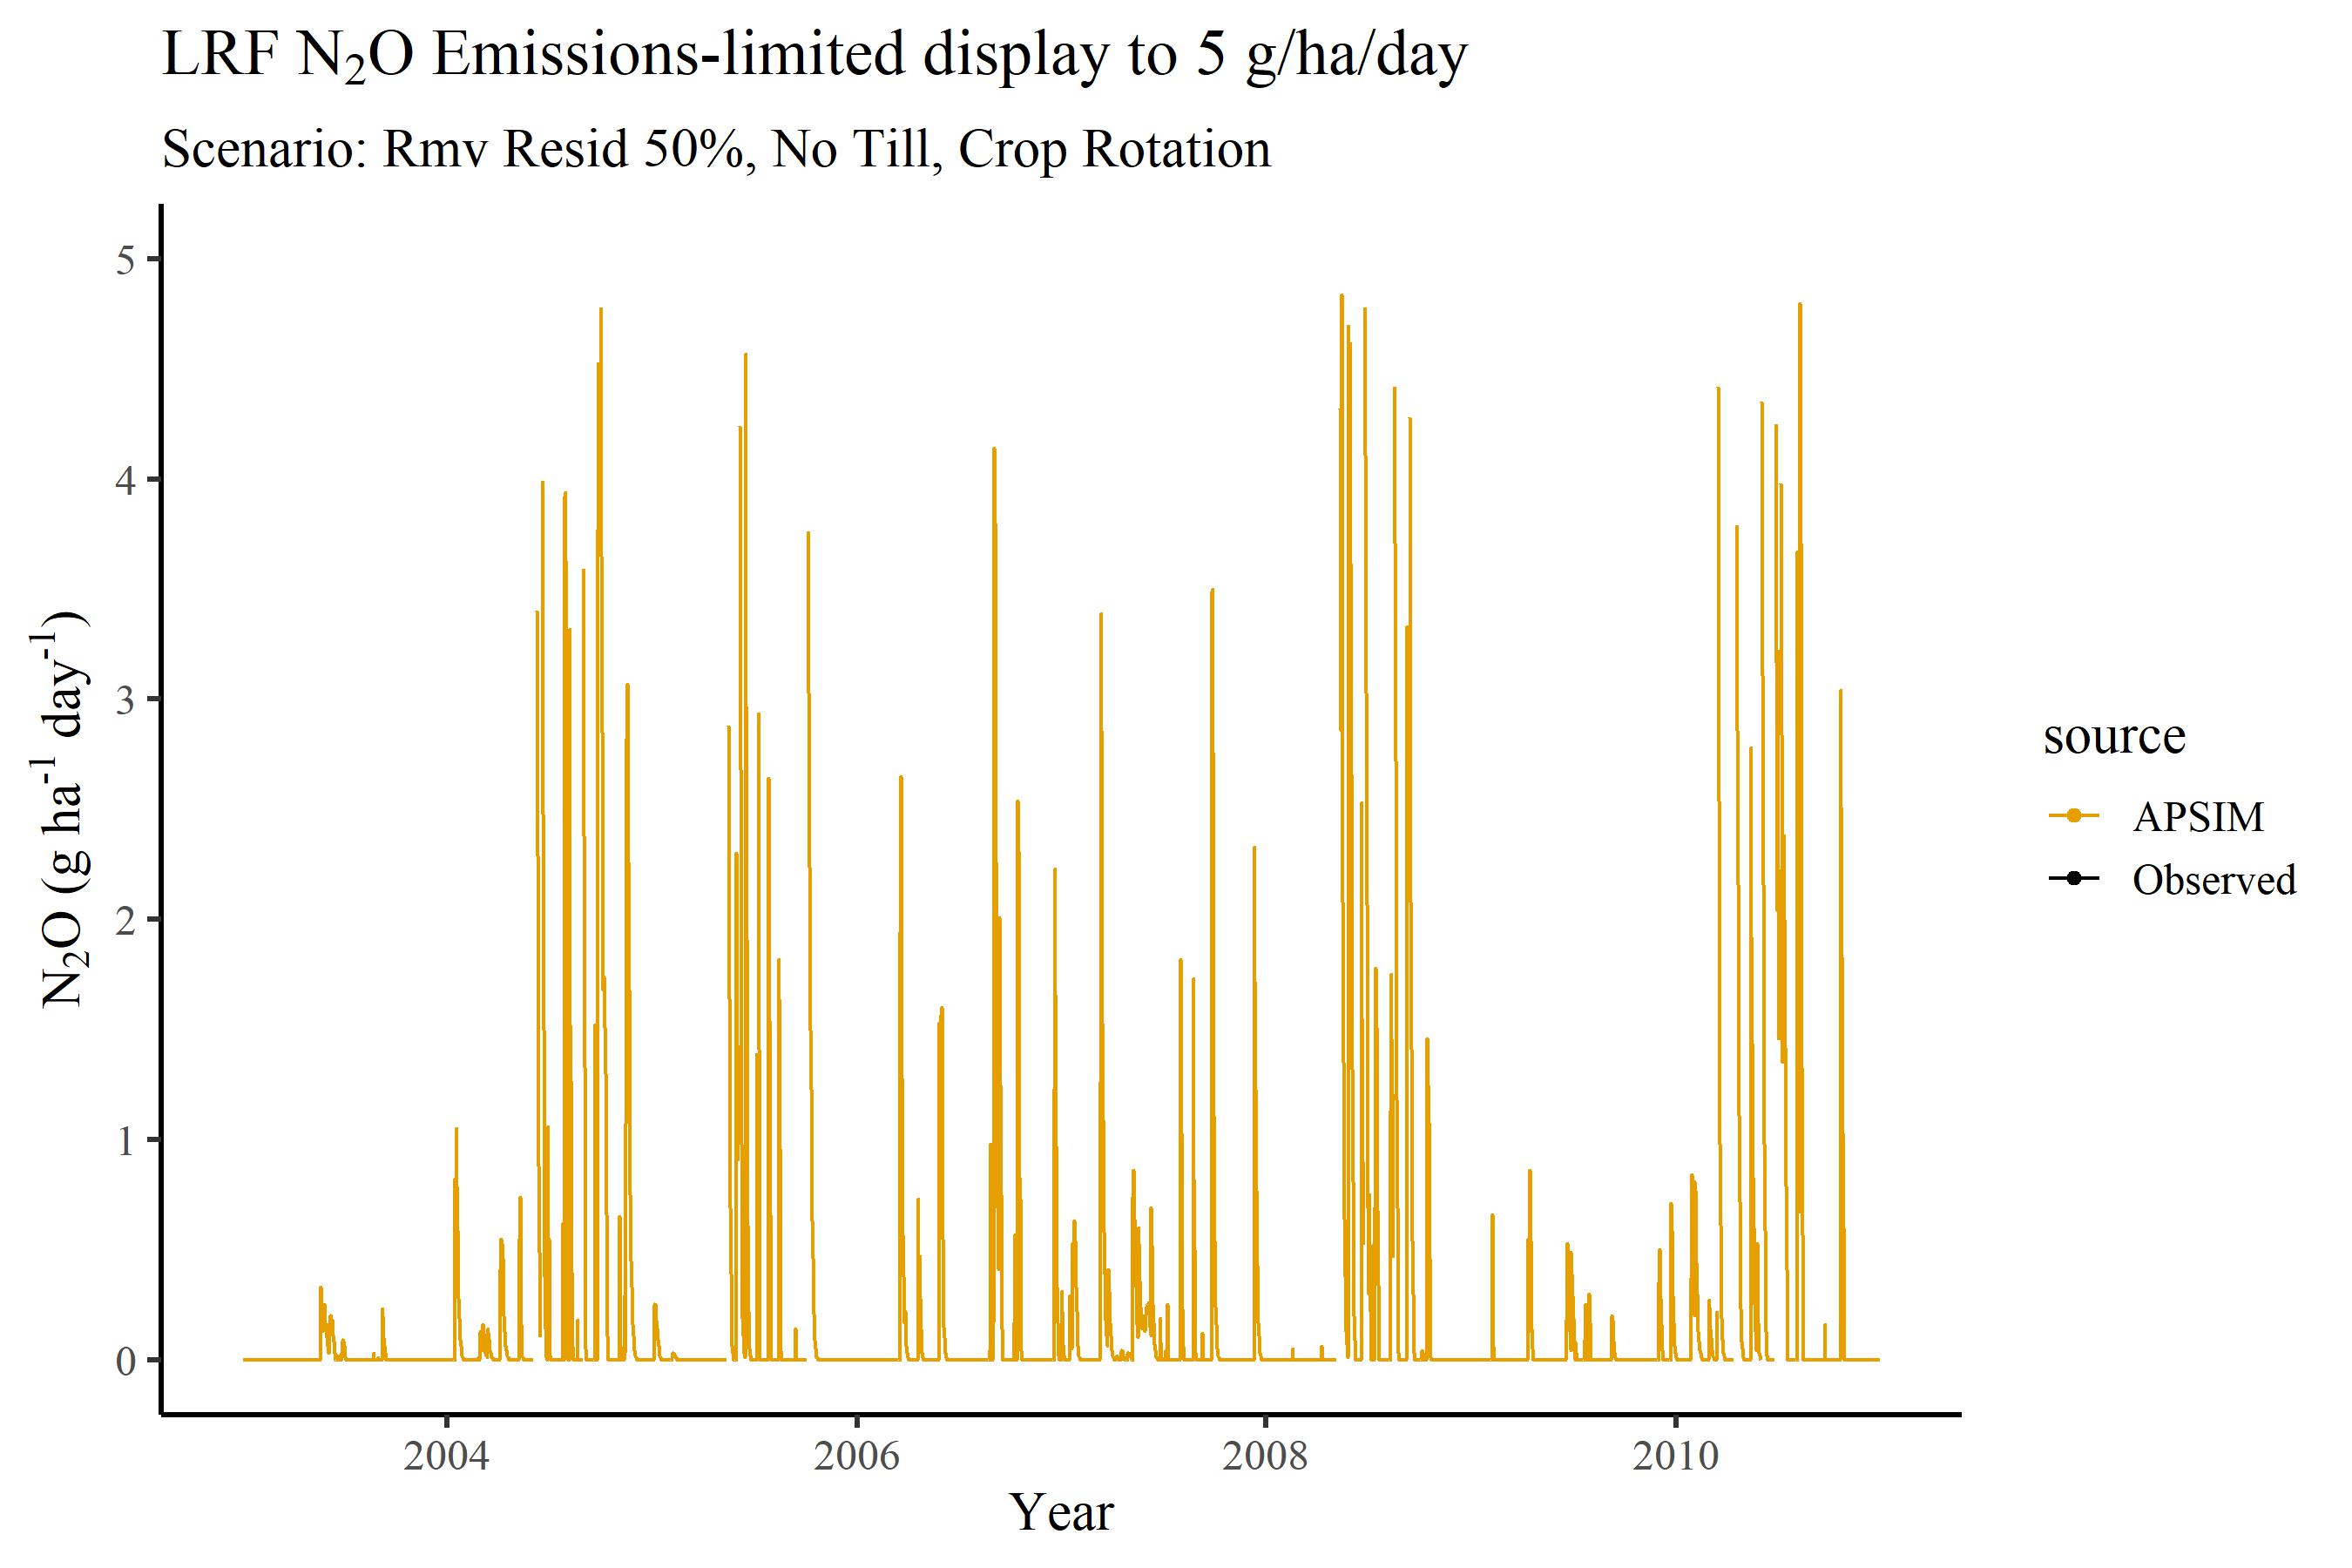 LRF N₂O Emissions-limited display to 5 g/ha/day
Scenario: Rmv Resid 50%, No Till, Crop Rotation
N₂O (g ha⁻¹ day⁻¹)
5
4
3
2
1
0
2004 2006 2008 2010
Year
source
APSIM
Observed